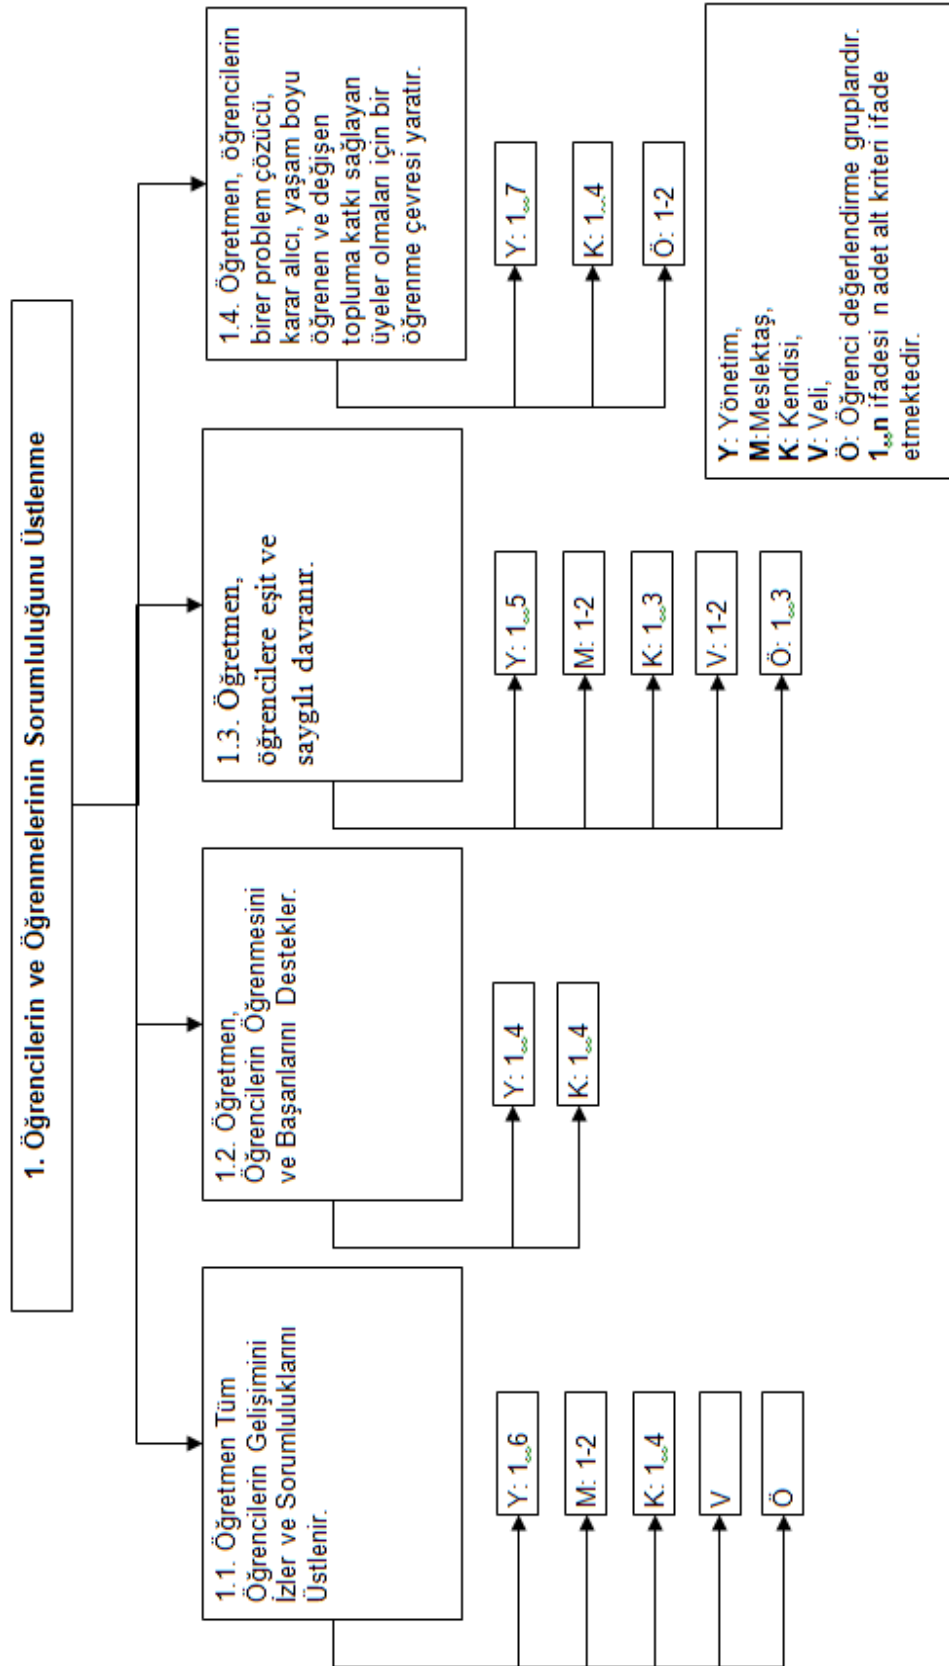 1. Öğrencilerin ve Öğrenmelerinin Sorumluluğunu Üstlenme
1.1. Öğretmen Tüm
Öğrencilerin Gelişimini
İzler ve Sorumluluklarını
Üstlenir.
Y: 1..6
M: 1-2
K: 1..4
V
Ö
1.2. Öğretmen,
Öğrencilerin Öğrenmesini
ve Başarılarını Destekler.
Y: 1..4
K: 1..4
1.3. Öğretmen,
öğrencilere eşit ve
saygılı davranır.
Y: 1..5
M: 1-2
K: 1..3
V: 1-2
Ö: 1..3
1.4. Öğretmen, öğrencilerin
birer problem çözücü,
karar alıcı, yaşam boyu
öğrenen ve değişen
topluma katkı sağlayan
üyeler olmaları için bir
öğrenme çevresi yaratır.
Y: 1..7
K: 1..4
Ö: 1-2
Y: Yönetim,
M:Meslektaş,
K: Kendisi,
V: Veli,
Ö: Öğrenci değerlendirme gruplarıdır.
1..n ifadesi n adet alt kriteri ifade
etmektedir.